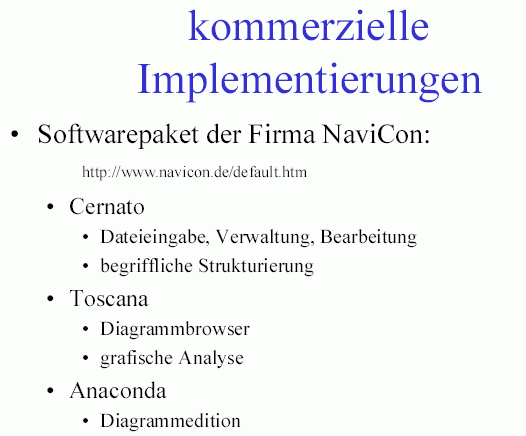 kommerzielle
Implementierungen
• Softwarepaket der Firma NaviCon:
http://www.navicon.de/default.htm
• Cernato
• Dateieingabe, Verwaltung, Bearbeitung
• begriffliche Strukturierung
• Toscana
• Diagrammbrowser
• grafische Analyse
• Anaconda
• Diagrammedition